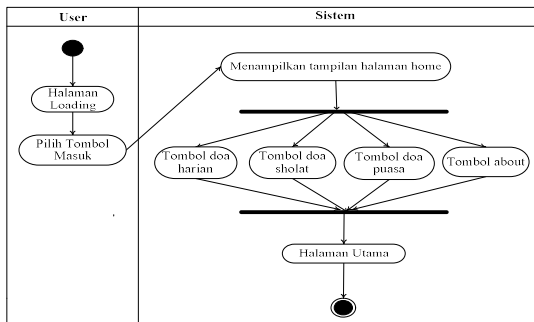 User
Sistem
Halaman
Loading
Pilih Tombol
Masuk
Menampilkan tampilan halaman home
Tombol doa
harian
Tombol doa
sholat
Tombol doa
puasa
Tombol about
Halaman Utama